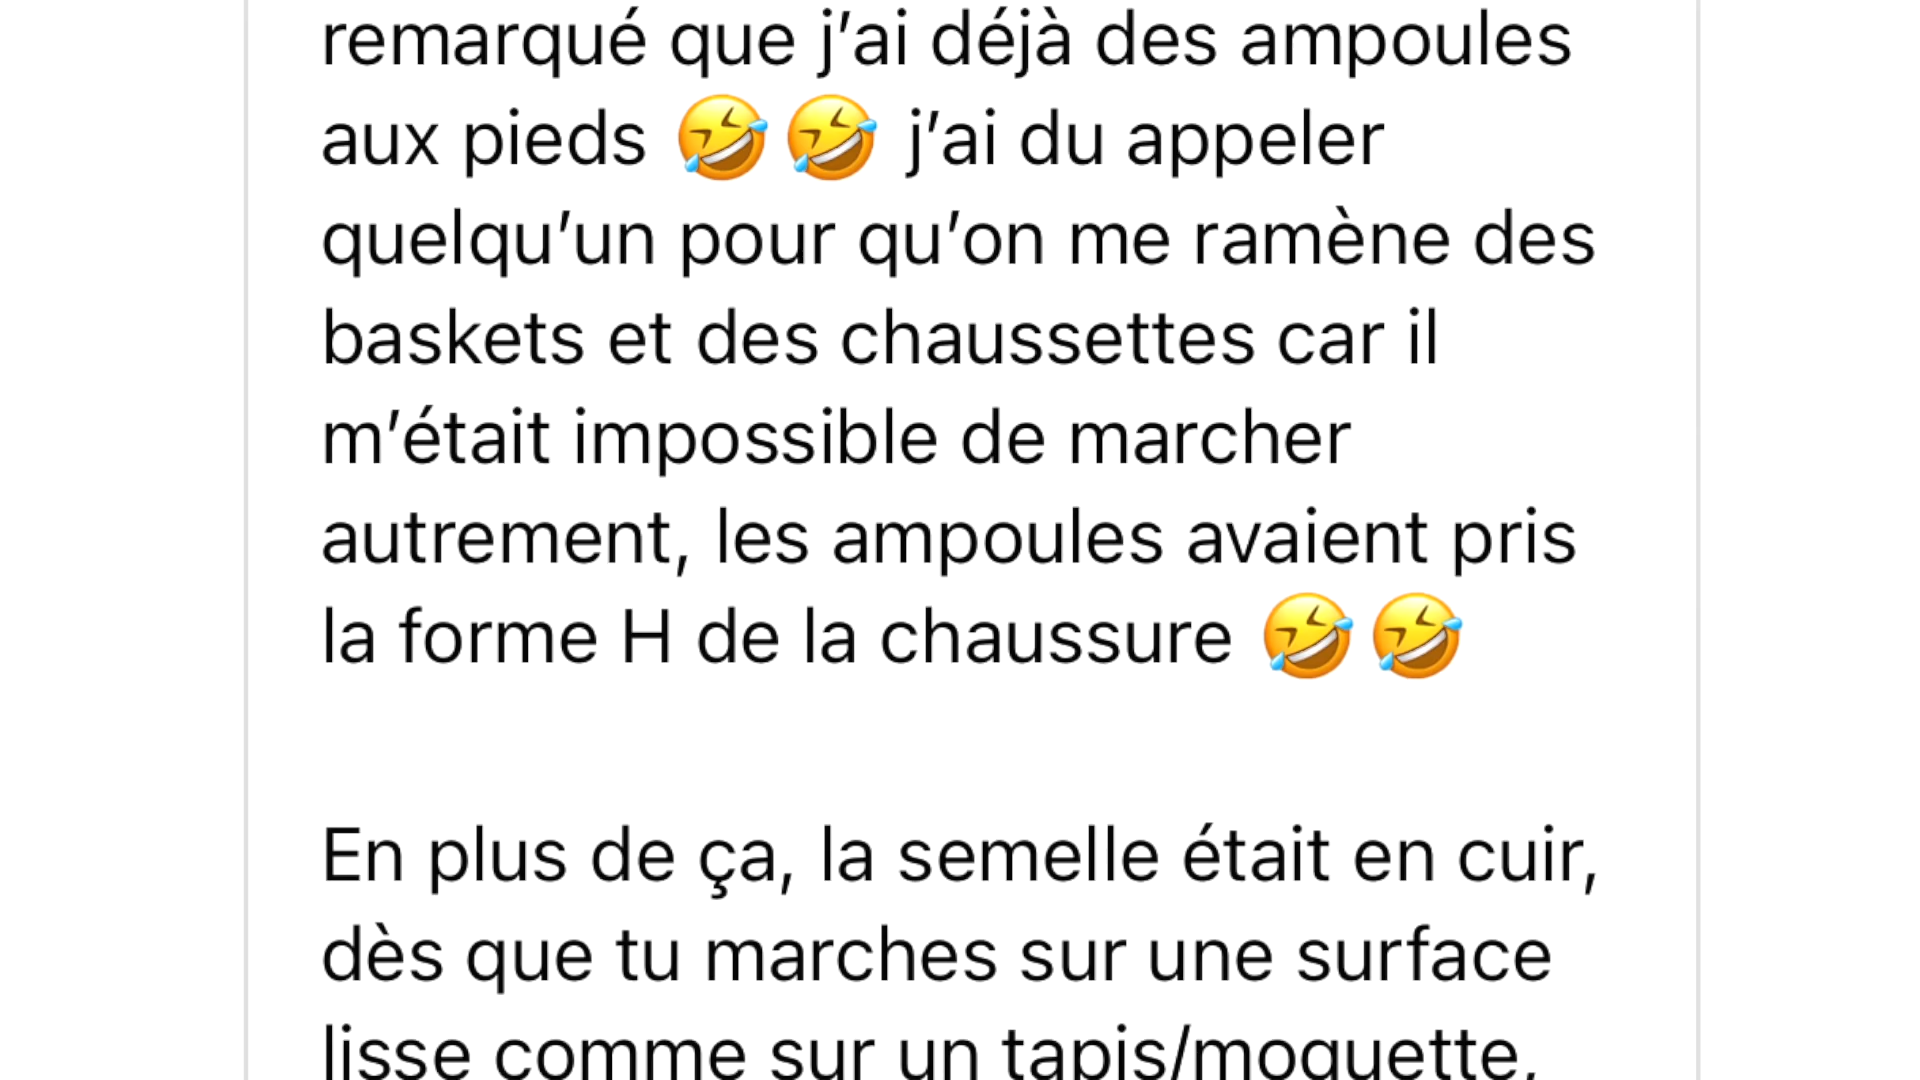 remarqué que j’ai déjà des ampoules
aux pieds 🤣🤣 j’ai du appeler
quelqu’un pour qu’on me ramène des
baskets et des chaussettes car il
m’était impossible de marcher
autrement, les ampoules avaient pris
la forme H de la chaussure 🤣🤣
En plus de ça, la semelle était en cuir,
dès que tu marches sur une surface
lisse comme sur un tapis/moquette,